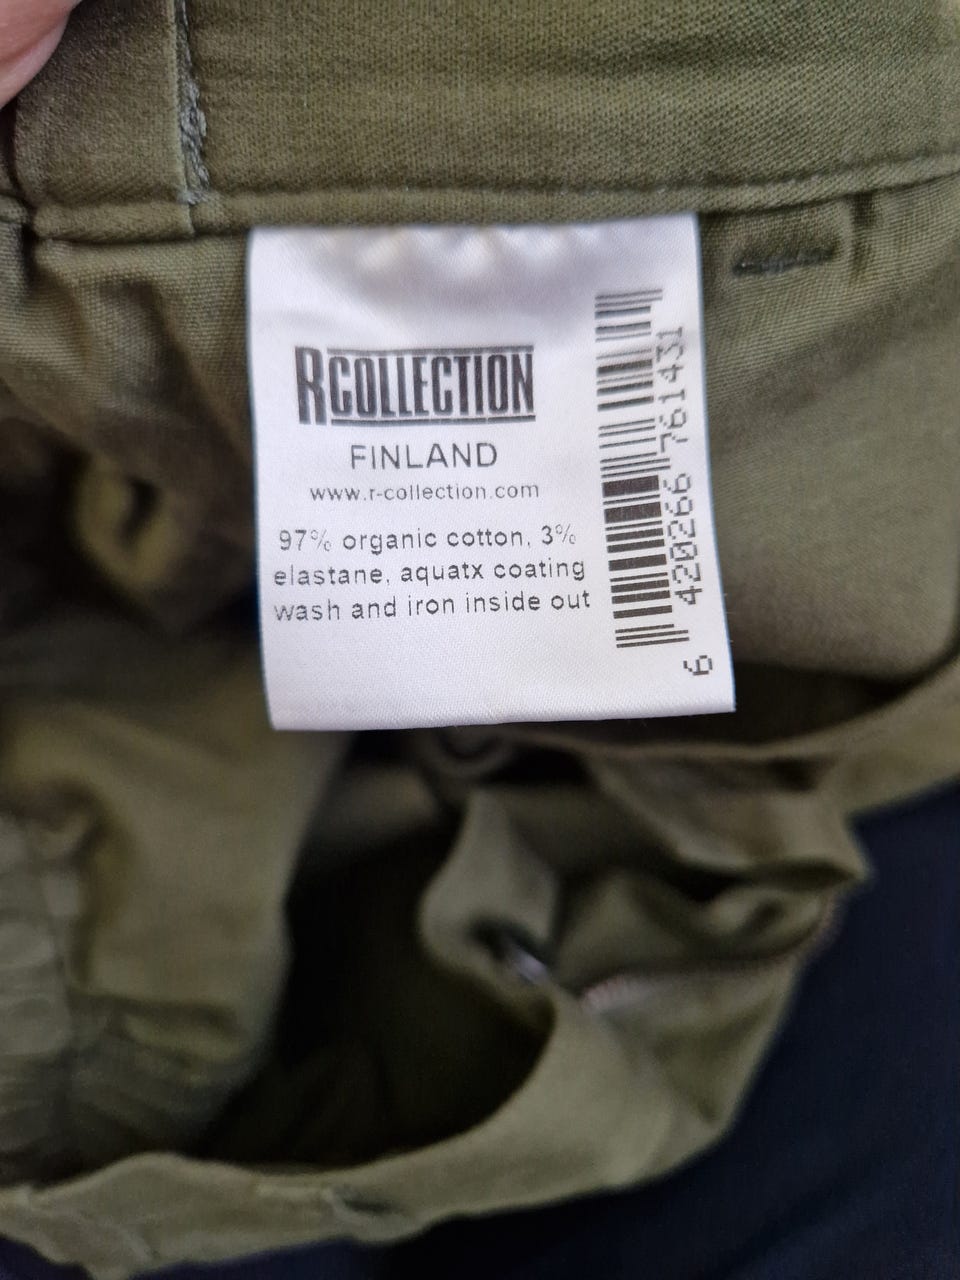 RCOLLECTION
FINLAND
www.r-collection.com
97% organic cotton, 3%
elastane, aquatx coating
wash and iron inside out
6 420266 761431